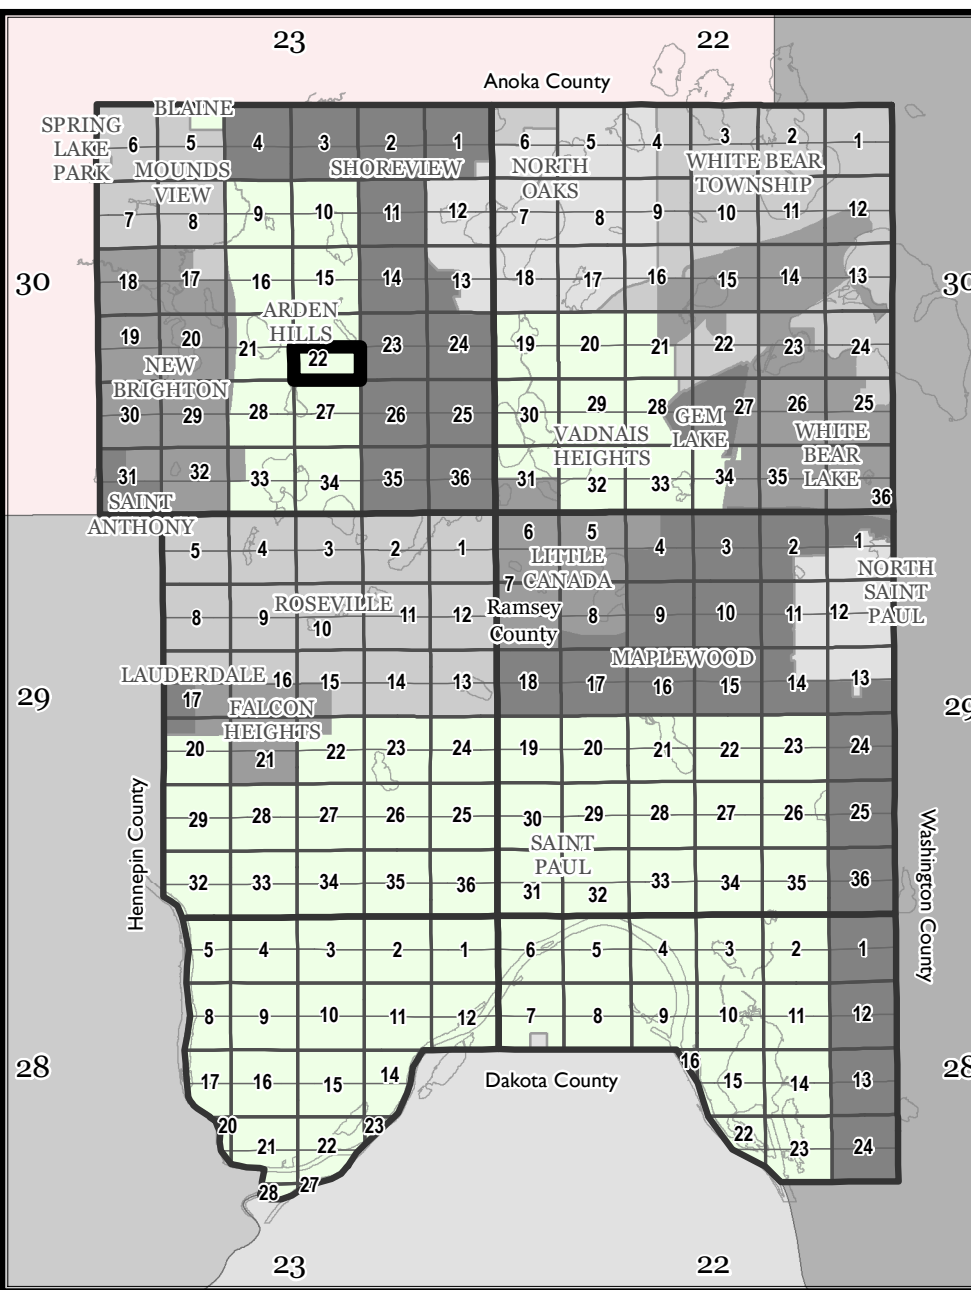 23 22
Anoka County
BLAINE
SPRING
LAKE
PARK
6 5 4 3 2 1 6 5 4 3 2 1
MOUNDS
VIEW
SHOREVIEW
NORTH
OAKS
WHITE BEAR
TOWNSHIP
7 8 9 10 11 12 7 8 9 10 11 12
30 18 17 16 15 14 13 18 17 16 15 14 13 30
ARDEN
HILLS
19 20 21 22 23 24 19 20 21 22 23 24
NEW
BRIGHTON
30 29 28 27 26 25 30 29 28 27 26 25
GEM
LAKE
VADNAIS
HEIGHTS
WHITE
BEAR
LAKE
31 32 33 34 35 36 31 32 33 34 35 36
SAINT
ANTHONY
5 4 3 2 1 6 5 4 3 2 1
LITTLE
CANADA
NORTH
SAINT
PAUL
8 9 10 11 12 7 8 9 10 11 12
ROSEVILLE
Ramsey
County
MAPLEWOOD
LAUDERDALE
29 17 16 15 14 13 18 17 16 15 14 13 29
FALCON
HEIGHTS
20 21 22 23 24 19 20 21 22 23 24
Hennepin County
29 28 27 26 25 30 29 28 27 26 25
Washington County
SAINT
PAUL
32 33 34 35 36 31 32 33 34 35 36
5 4 3 2 1 6 5 4 3 2 1
8 9 10 11 12 7 8 9 10 11 12
28 17 16 15 14 16 15 14 13 28
Dakota County
20 21 22 23 22 23 24
28 27
23 22